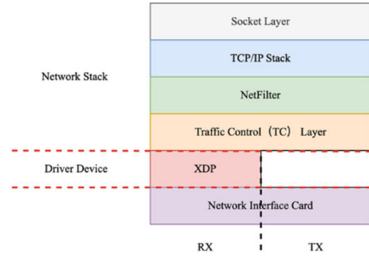 Socket Layer
TCP/IP Stack
Network Stack
NetFilter
Traffic Control（TC） Layer
Driver Device
XDP
Network Interface Card
RX
TX